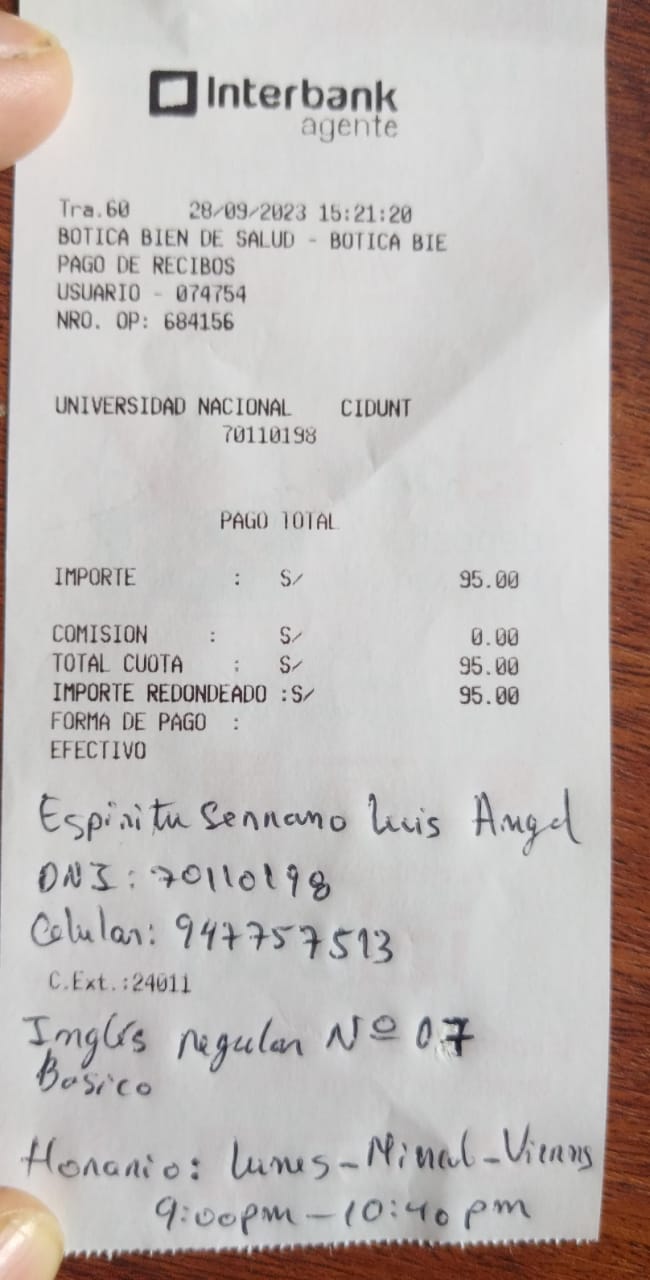 Interbank
agente
Tra.60 28/09/2023 15:21:20
BOTICA BIEN DE SALUD - BOTICA BIE
PAGO DE RECIBOS
USUARIO - 074754
NRO. OP: 684156
UNIVERSIDAD NACIONAL CIDUNT
70110198
PAGO TOTAL
IMPORTE : S/ 95.00
COMISION : S/ 0.00
TOTAL CUOTA : S/ 95.00
IMPORTE REDONDEADO :S/ 95.00
FORMA DE PAGO :
EFECTIVO
Espiritu Serrano Luis Angel
DNI: 70110198
Celular: 947757513
C.Ext.:24011
Inglés regular Nº 07
Basico
Horario: Lunes - - Viernes
9:00pm - 10:40 pm